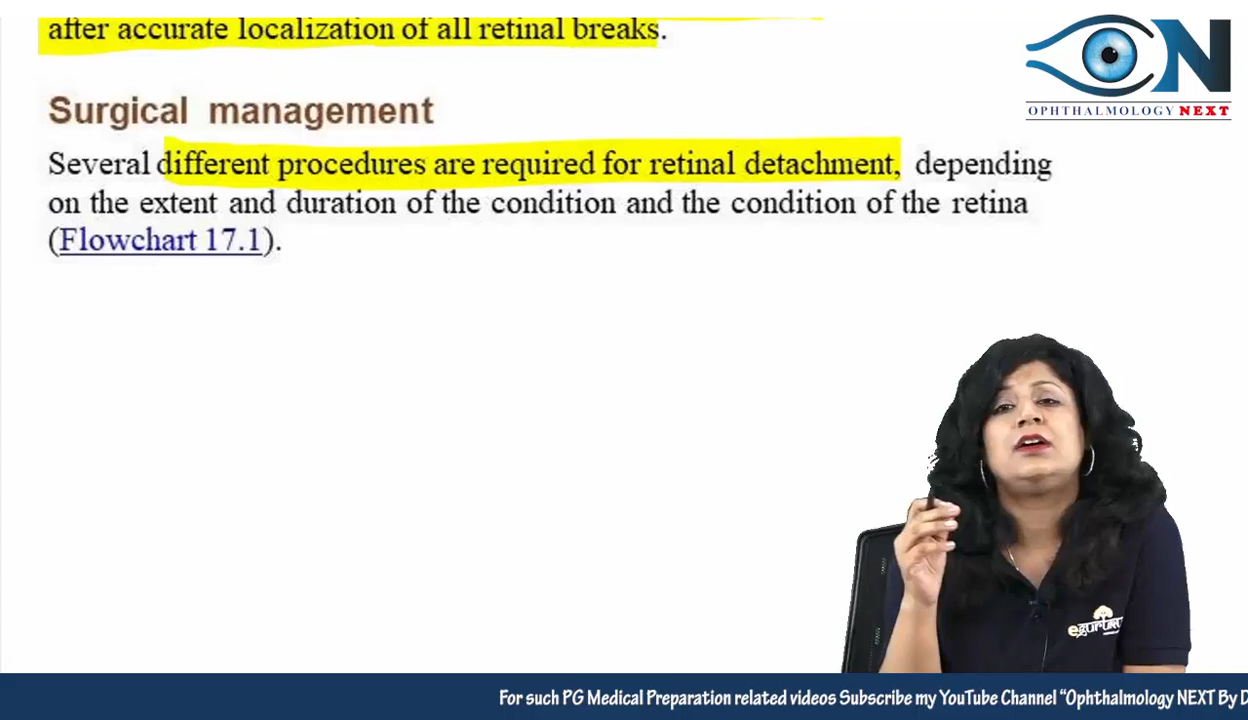 after accurate localization of all retinal breaks.
OPHTHALMOLOGY NEXT
Surgical management
Several different procedures are required for retinal detachment, depending
on the extent and duration of the condition and the condition of the retina
(Flowchart 17.1).
For such PG Medical Preparation related videos Subscribe my YouTube Channel “Ophthalmology NEXT By D